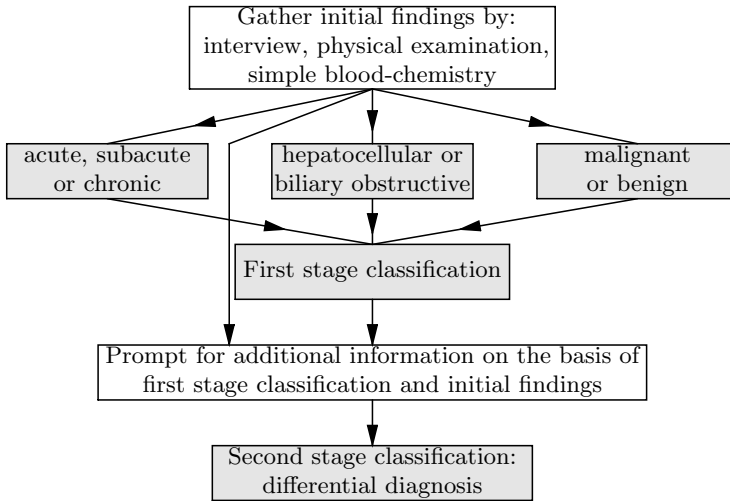 Gather initial findings by:
interview, physical examination,
simple blood-chemistry
acute, subacute
or chronic
hepatocellular or
biliary obstructive
malignant
or benign
First stage classification
Prompt for additional information on the basis of
first stage classification and initial findings
Second stage classification:
differential diagnosis